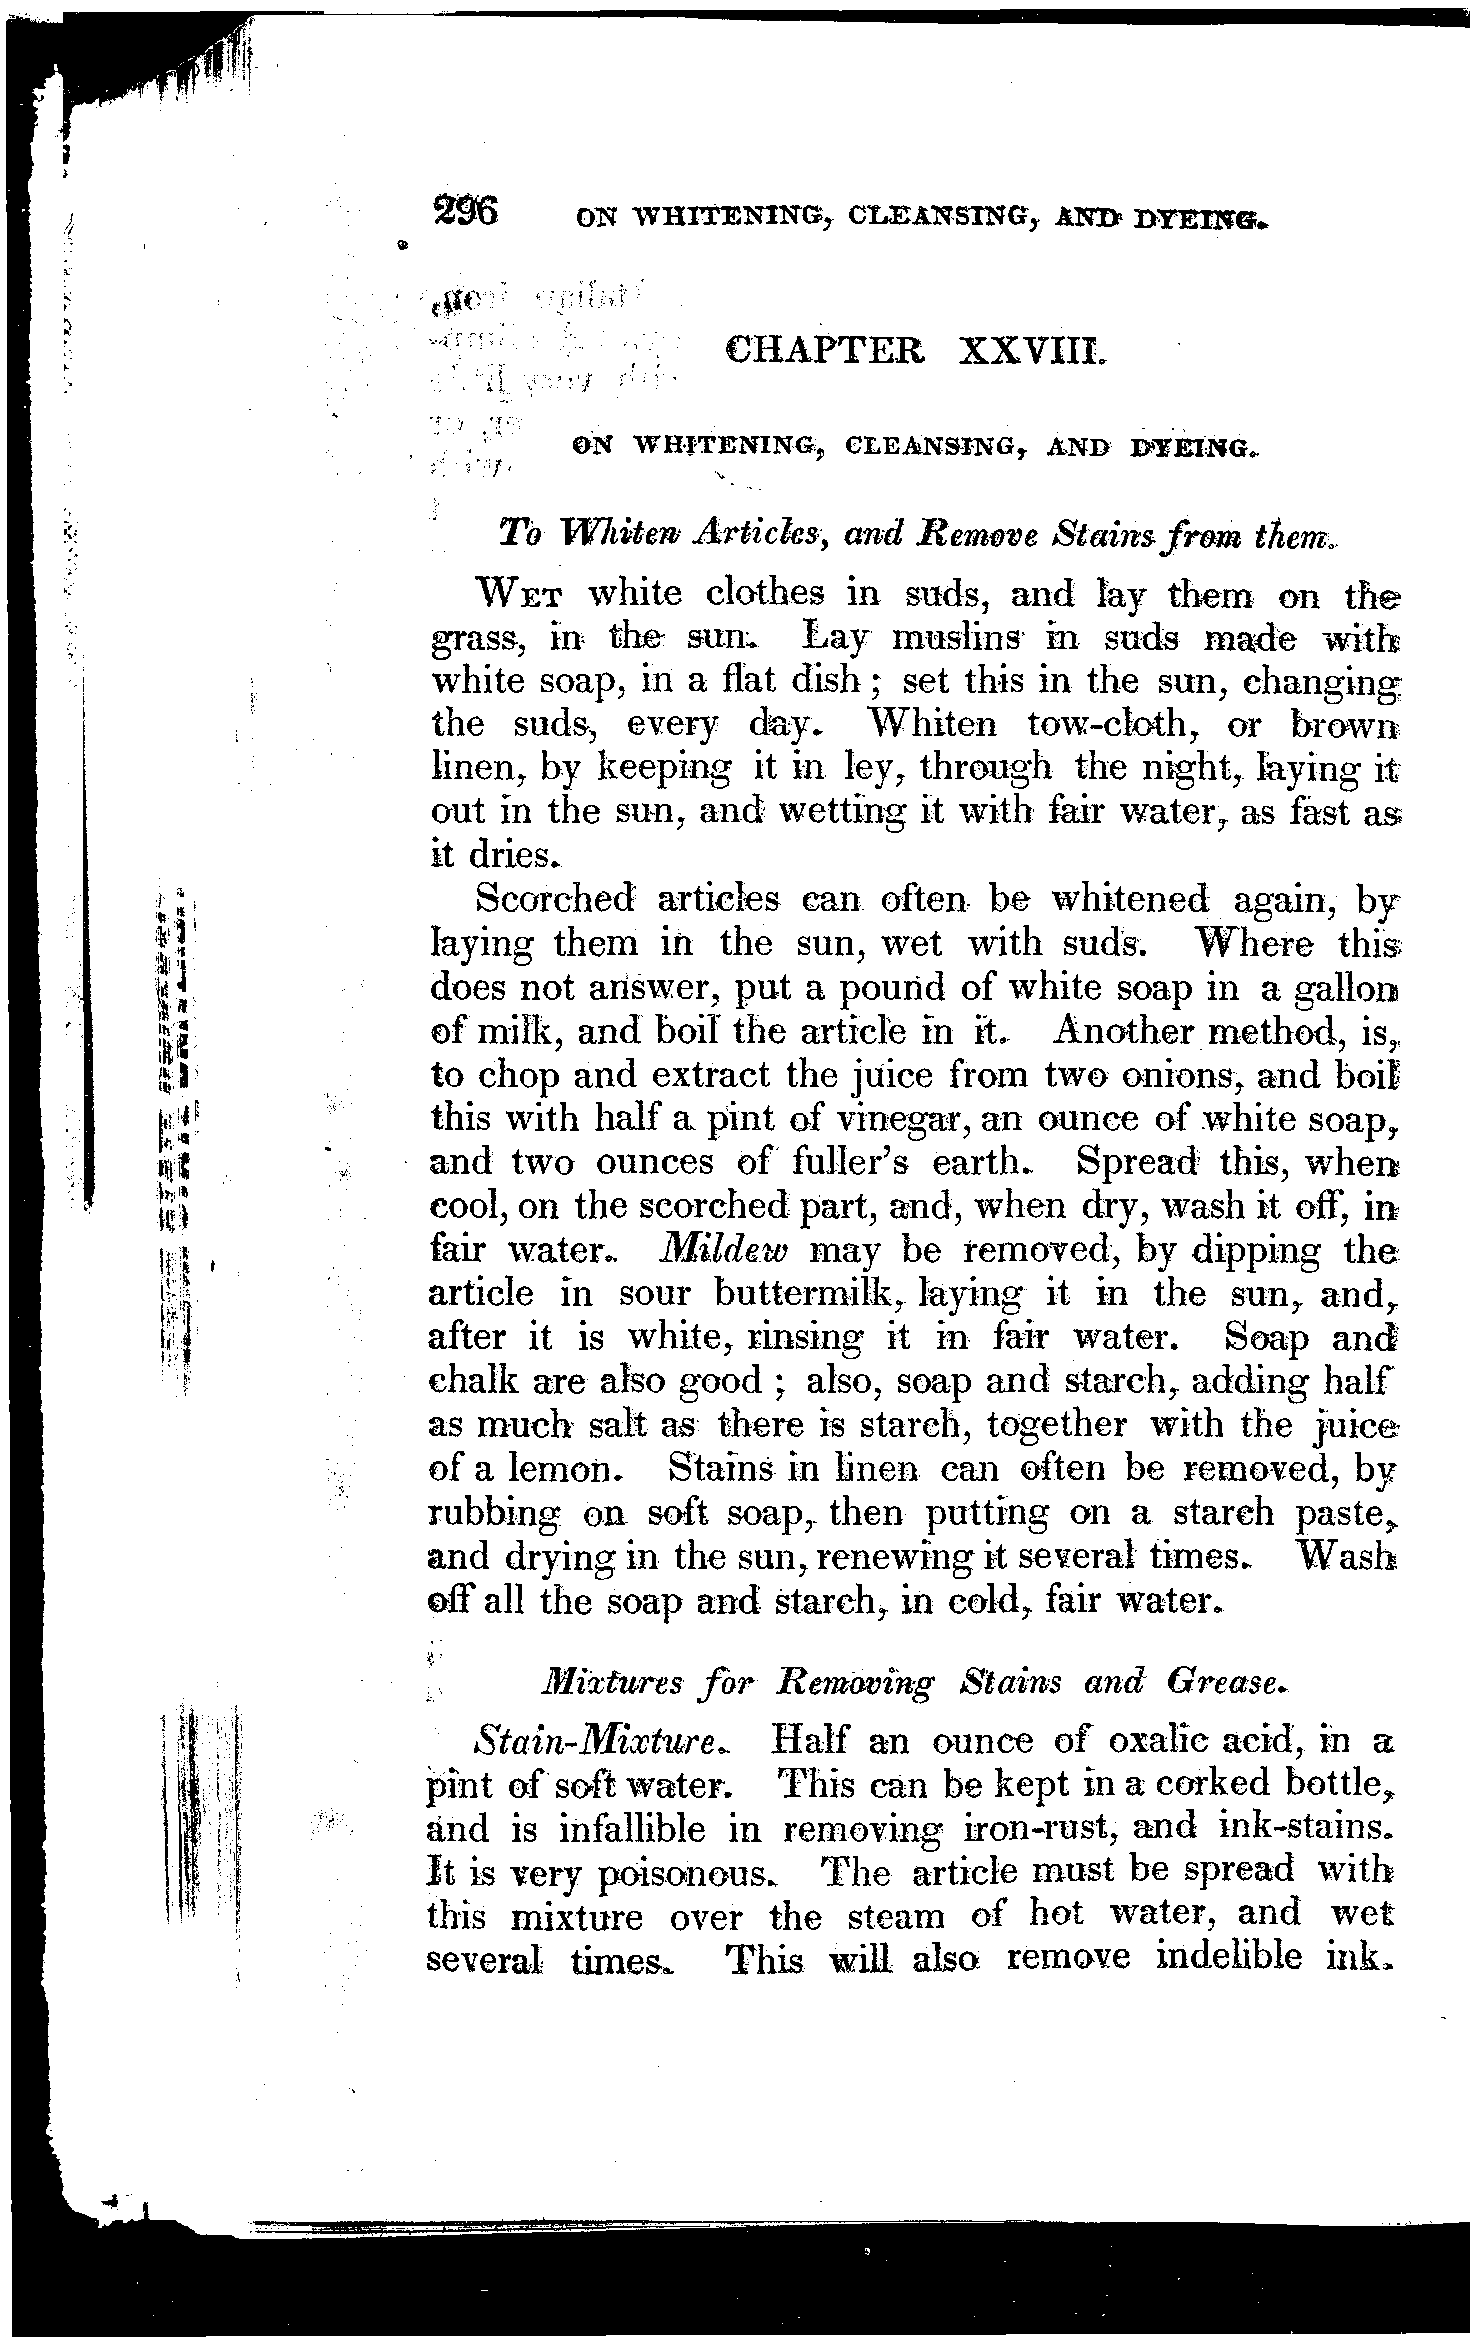 296 ON WHITENING, CLEANSING, AND DYEING.
CHAPTER XXVIII.
ON WHITENING, CLEANSING, AND DYEING.
To Whiten Articles, and Remove Stains from them.
WET white clothes in suds, and lay them on the
grass, in the sun. Lay muslins in suds made with
white soap, in a flat dish; set this in the sun, changing
the suds, every day. Whiten tow-cloth, or brown
linen, by keeping it in ley, through the night, laying it
out in the sun, and wetting it with fair water, as fast as
it dries.
Scorched articles can often be whitened again, by
laying them in the sun, wet with suds. Where this
does not answer, put a pound of white soap in a gallon
of milk, and boil the article in it. Another method, is,
to chop and extract the juice from two onions, and boil
this with half a pint of vinegar, an ounce of white soap,
and two ounces of fuller's earth. Spread this, when
cool, on the scorched part, and, when dry, wash it off, in
fair water. Mildew may be removed, by dipping the
article in sour buttermilk, laying it in the sun, and,
after it is white, rinsing it in fair water. Soap and
chalk are also good; also, soap and starch, adding half
as much salt as there is starch, together with the juice
of a lemon. Stains in linen can often be removed, by
rubbing on soft soap, then putting on a starch paste,
and drying in the sun, renewing it several times. Wash
off all the soap and starch, in cold, fair water.
Mixtures for Removing Stains and Grease.
Stain-Mixture. Half an ounce of oxalic acid, in a
pint of soft water. This can be kept in a corked bottle,
and is infallible in removing iron-rust, and ink-stains.
It is very poisonous. The article must be spread with
this mixture over the steam of hot water, and wet
several times. This will also remove indelible ink.